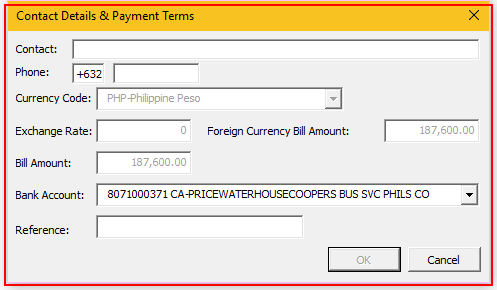 Contact Details & Payment Terms
Contact:
Phone: +632
Currency Code: PHP-Philippine Peso
Exchange Rate: 0 Foreign Currency Bill Amount: 187,600.00
Bill Amount: 187,600.00
Bank Account: 8071000371 CA-PRICEWATERHOUSECOOPERS BUS SVC PHILS CO
Reference:
OK Cancel